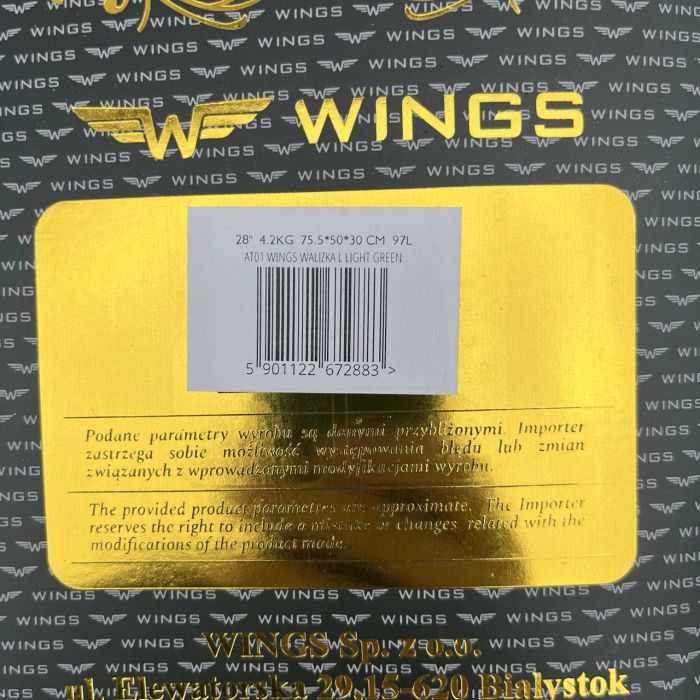 WINGS
28" 4.2KG 75.5*50*30 CM 97L
AT01 WINGS WALIZKA L LIGHT GREEN
5 901122 672883 >
Podane parametry wyrobu są danymi przybliżonymi. Importer
zastrzega sobie możliwość występowania błędu lub zmian
związanych z wprowadzonymi modyfikacjami wyrobu.
The provided product parametres are approximate. The Importer
reserves the right to include a mistake or changes related with the
modifications of the product made.
WINGS Sp. z o.o.
ul. Elewatorska 29,15-620 Białystok